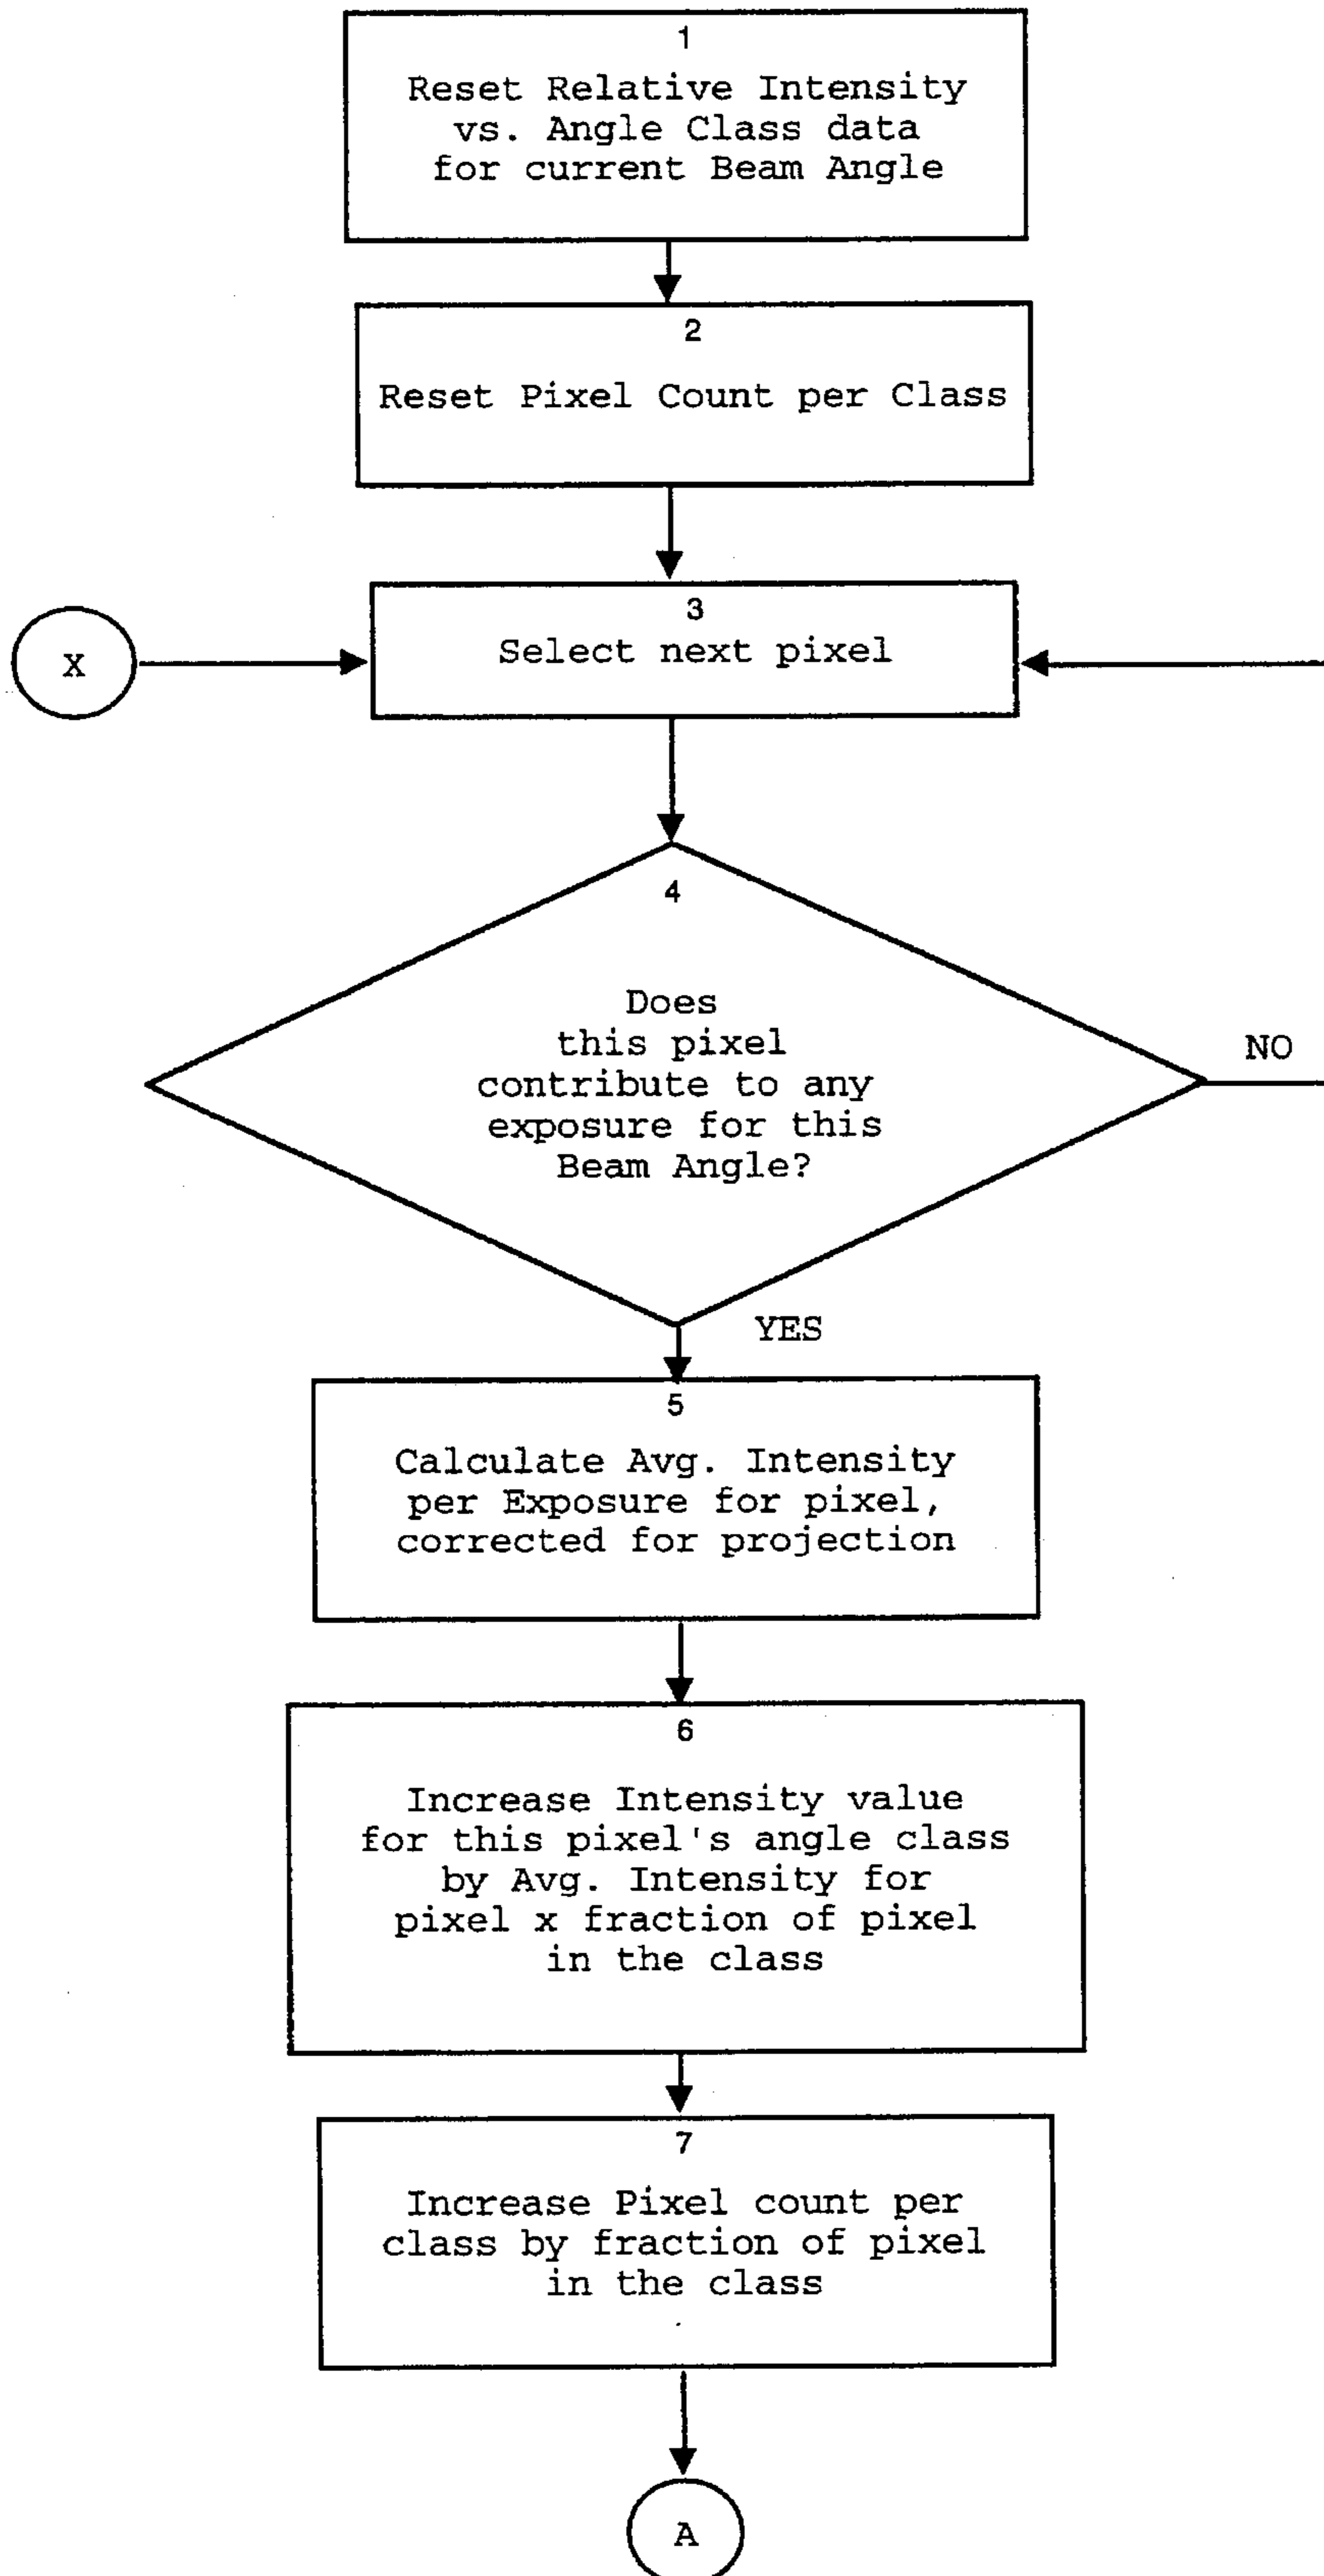 1
Reset Relative Intensity
vs. Angle Class data
for current Beam Angle
2
Reset Pixel Count per Class
3
Select next pixel
X
4
Does
this pixel
contribute to any
exposure for this
Beam Angle?
NO
YES
5
Calculate Avg. Intensity
per Exposure for pixel,
corrected for projection
6
Increase Intensity value
for this pixel's angle class
by Avg. Intensity for
pixel x fraction of pixel
in the class
7
Increase Pixel count per
class by fraction of pixel
in the class
A